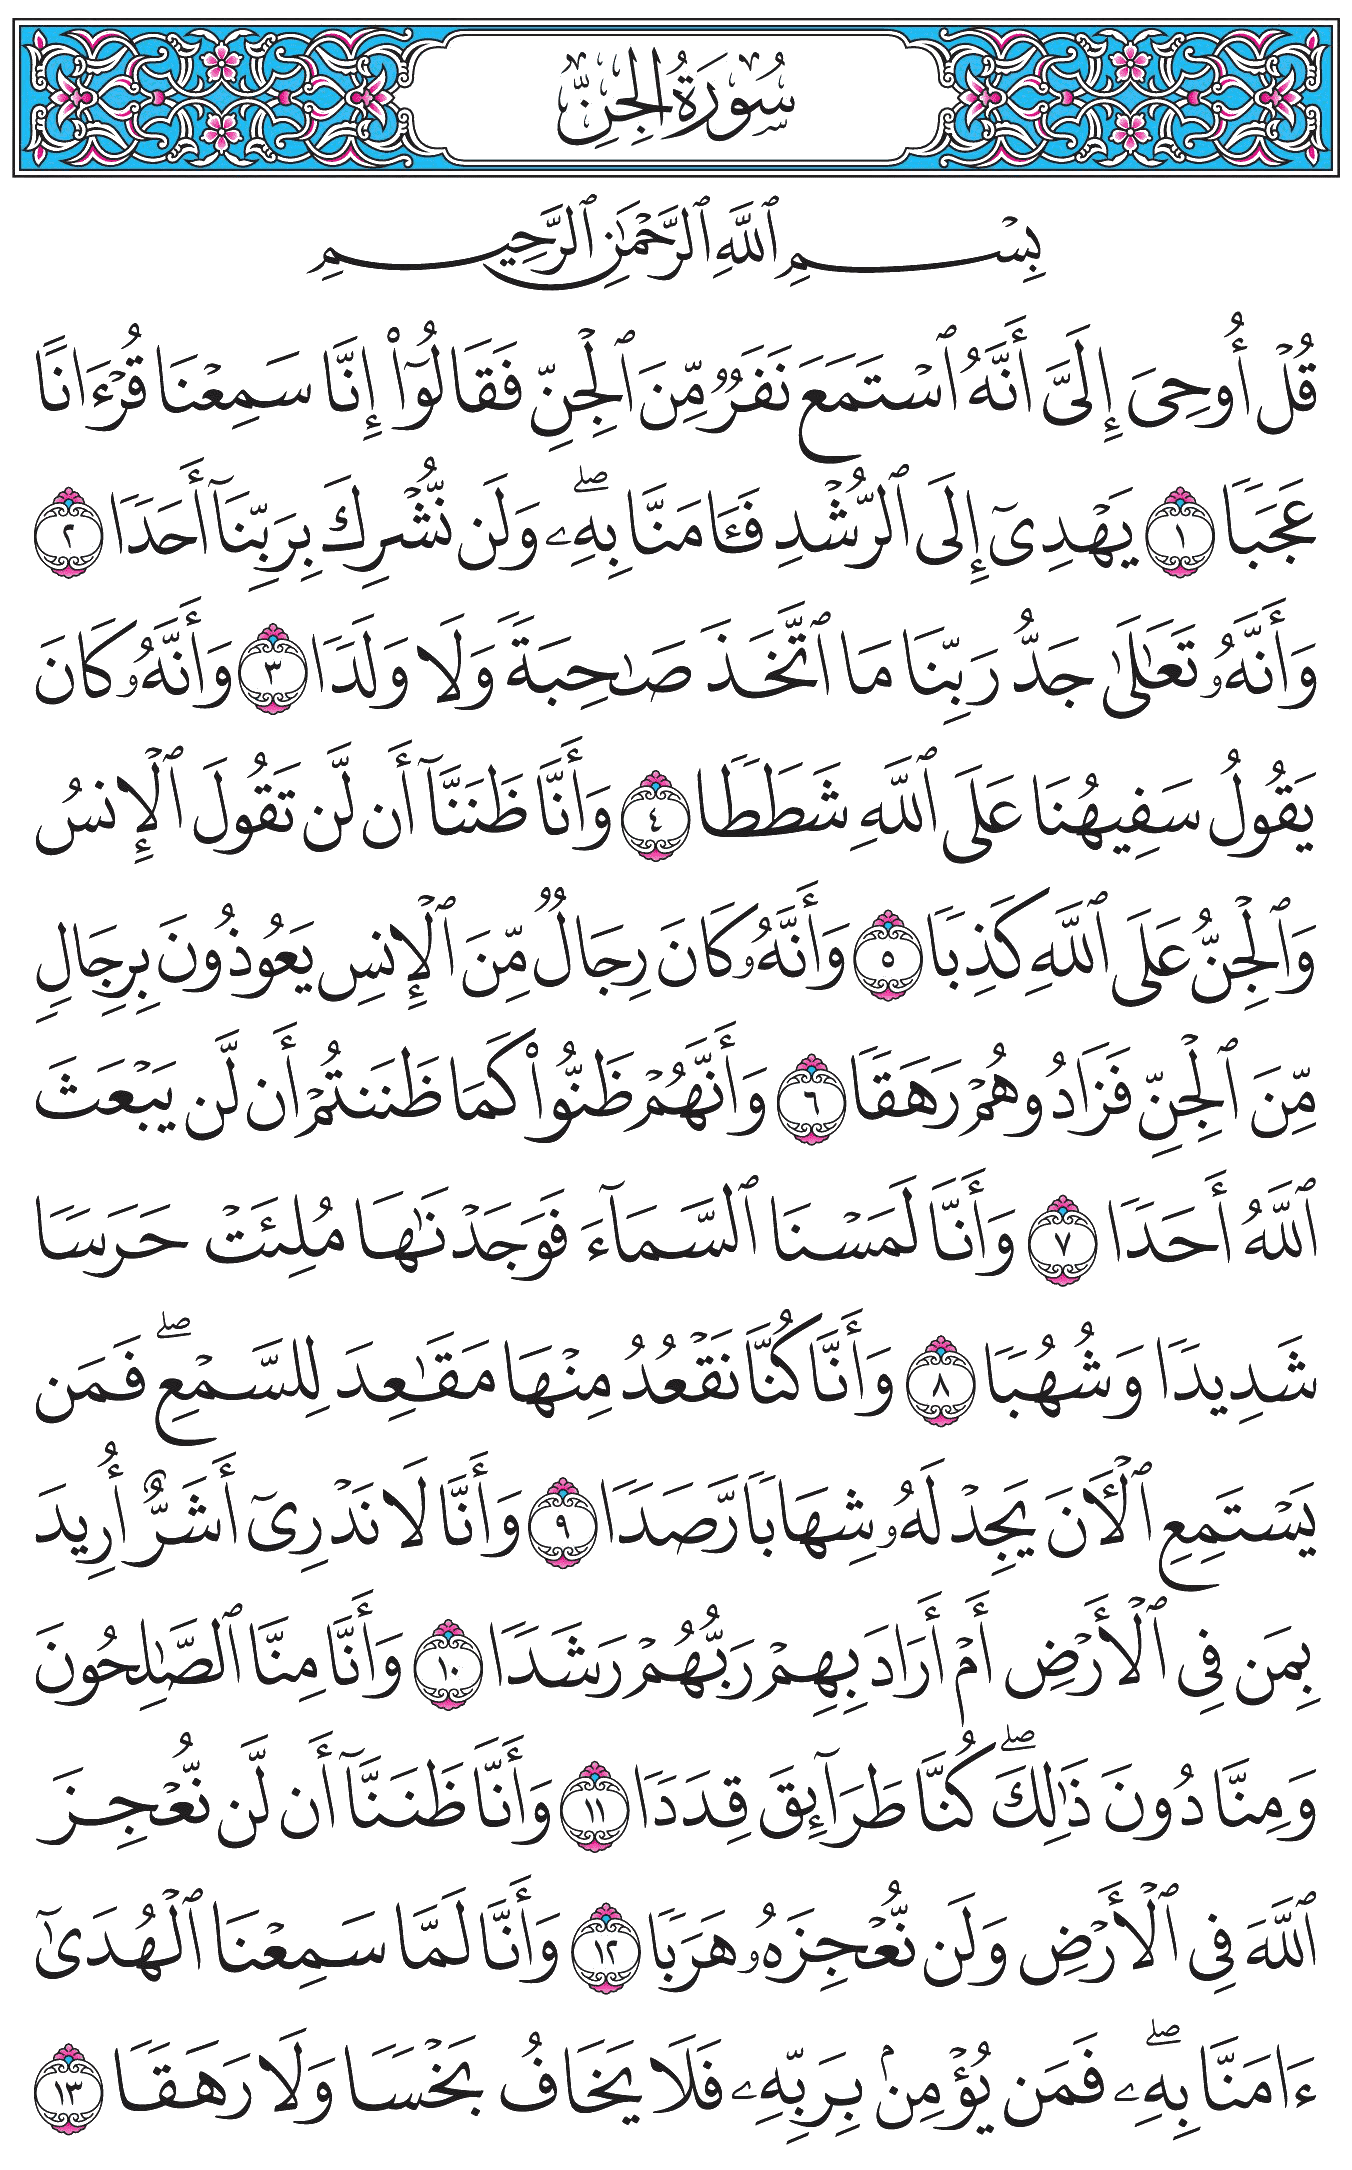 سُورَةُ الجِنِّ
بِسْمِ ٱللَّهِ ٱلرَّحْمَٰنِ ٱلرَّحِيمِ
قُلْ أُوحِىَ إِلَىَّ أَنَّهُ ٱسْتَمَعَ نَفَرٌ مِّنَ ٱلْجِنِّ فَقَالُوٓا۟ إِنَّا سَمِعْنَا قُرْءَانًا
عَجَبًا ١ يَهْدِىٓ إِلَى ٱلرُّشْدِ فَـَٔامَنَّا بِهِۦۖ وَلَن نُّشْرِكَ بِرَبِّنَآ أَحَدًا ٢
وَأَنَّهُۥ تَعَٰلَىٰ جَدُّ رَبِّنَا مَا ٱتَّخَذَ صَٰحِبَةً وَلَا وَلَدًا ٣ وَأَنَّهُۥ كَانَ
يَقُولُ سَفِيهُنَا عَلَى ٱللَّهِ شَطَطًا ٤ وَأَنَّا ظَنَنَّآ أَن لَّن تَقُولَ ٱلْإِنسُ
وَٱلْجِنُّ عَلَى ٱللَّهِ كَذِبًا ٥ وَأَنَّهُۥ كَانَ رِجَالٌ مِّنَ ٱلْإِنسِ يَعُوذُونَ بِرِجَالٍ
مِّنَ ٱلْجِنِّ فَزَادُوهُمْ رَهَقًا ٦ وَأَنَّهُمْ ظَنُّوا۟ كَمَا ظَنَنتُمْ أَن لَّن يَبْعَثَ
ٱللَّهُ أَحَدًا ٧ وَأَنَّا لَمَسْنَا ٱلسَّمَآءَ فَوَجَدْنَٰهَا مُلِئَتْ حَرَسًا
شَدِيدًا وَشُهُبًا ٨ وَأَنَّا كُنَّا نَقْعُدُ مِنْهَا مَقَٰعِدَ لِلسَّمْعِۖ فَمَن
يَسْتَمِعِ ٱلْـَٔانَ يَجِدْ لَهُۥ شِهَابًا رَّصَدًا ٩ وَأَنَّا لَا نَدْرِىٓ أَشَرٌّ أُرِيدَ
بِمَن فِى ٱلْأَرْضِ أَمْ أَرَادَ بِهِمْ رَبُّهُمْ رَشَدًا ١٠ وَأَنَّا مِنَّا ٱلصَّٰلِحُونَ
وَمِنَّا دُونَ ذَٰلِكَۖ كُنَّا طَرَآئِقَ قِدَدًا ١١ وَأَنَّا ظَنَنَّآ أَن لَّن نُّعْجِزَ
ٱللَّهَ فِى ٱلْأَرْضِ وَلَن نُّعْجِزَهُۥ هَرَبًا ١٢ وَأَنَّا لَمَّا سَمِعْنَا ٱلْهُدَىٰٓ
ءَامَنَّا بِهِۦۖ فَمَن يُؤْمِنۢ بِرَبِّهِۦ فَلَا يَخَافُ بَخْسًا وَلَا رَهَقًا ١٣